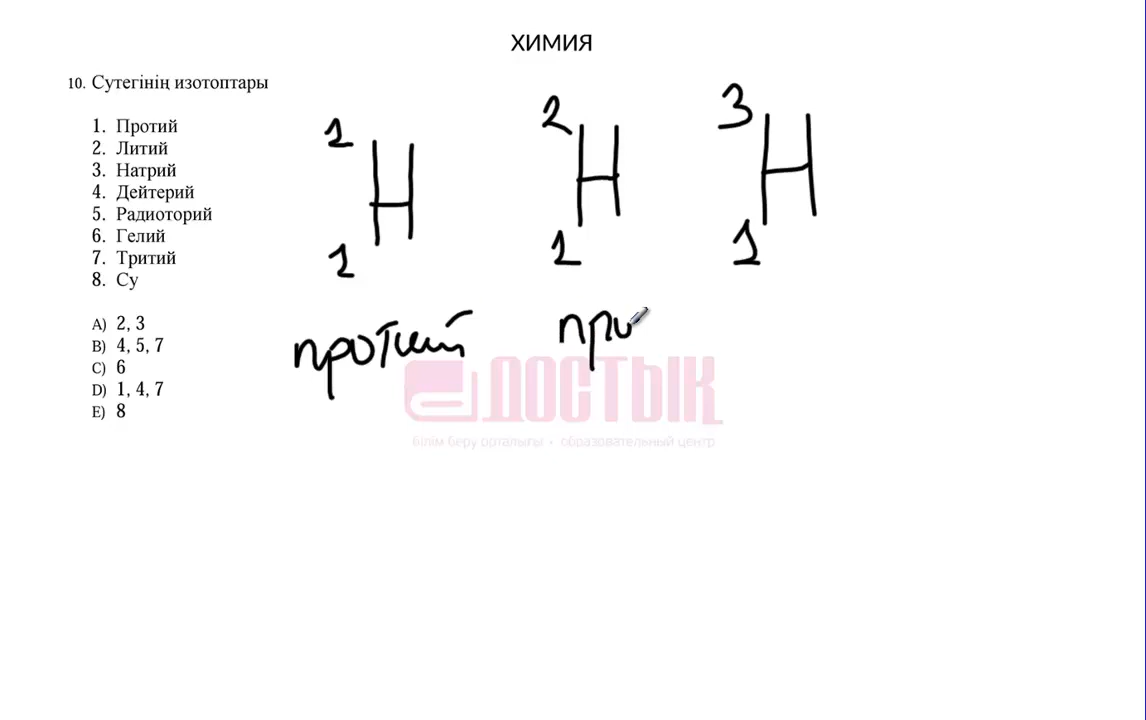 ХИМИЯ
10. Сутегінің изотоптары
1. Протий
2. Литий
3. Натрий
4. Дейтерий
5. Радиоторий
6. Гелий
7. Тритий
8. Су
A) 2, 3
B) 4, 5, 7
C) 6
D) 1, 4, 7
E) 8
1 2 3
H H H
1 1 1
протий при
ДОСТЫҚ
білім беру орталығы • образовательный центр